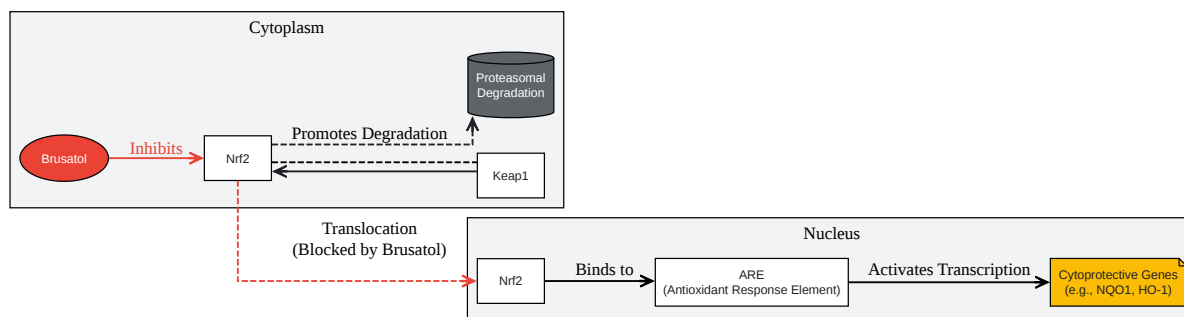 Cytoplasm
Proteasomal
Degradation
Promotes Degradation
Brusatol
Inhibits
Nrf2
Keap1
Translocation
(Blocked by Brusatol)
Nucleus
Nrf2
Binds to
ARE
(Antioxidant Response Element)
Activates Transcription
Cytoprotective Genes
(e.g., NQO1, HO-1)